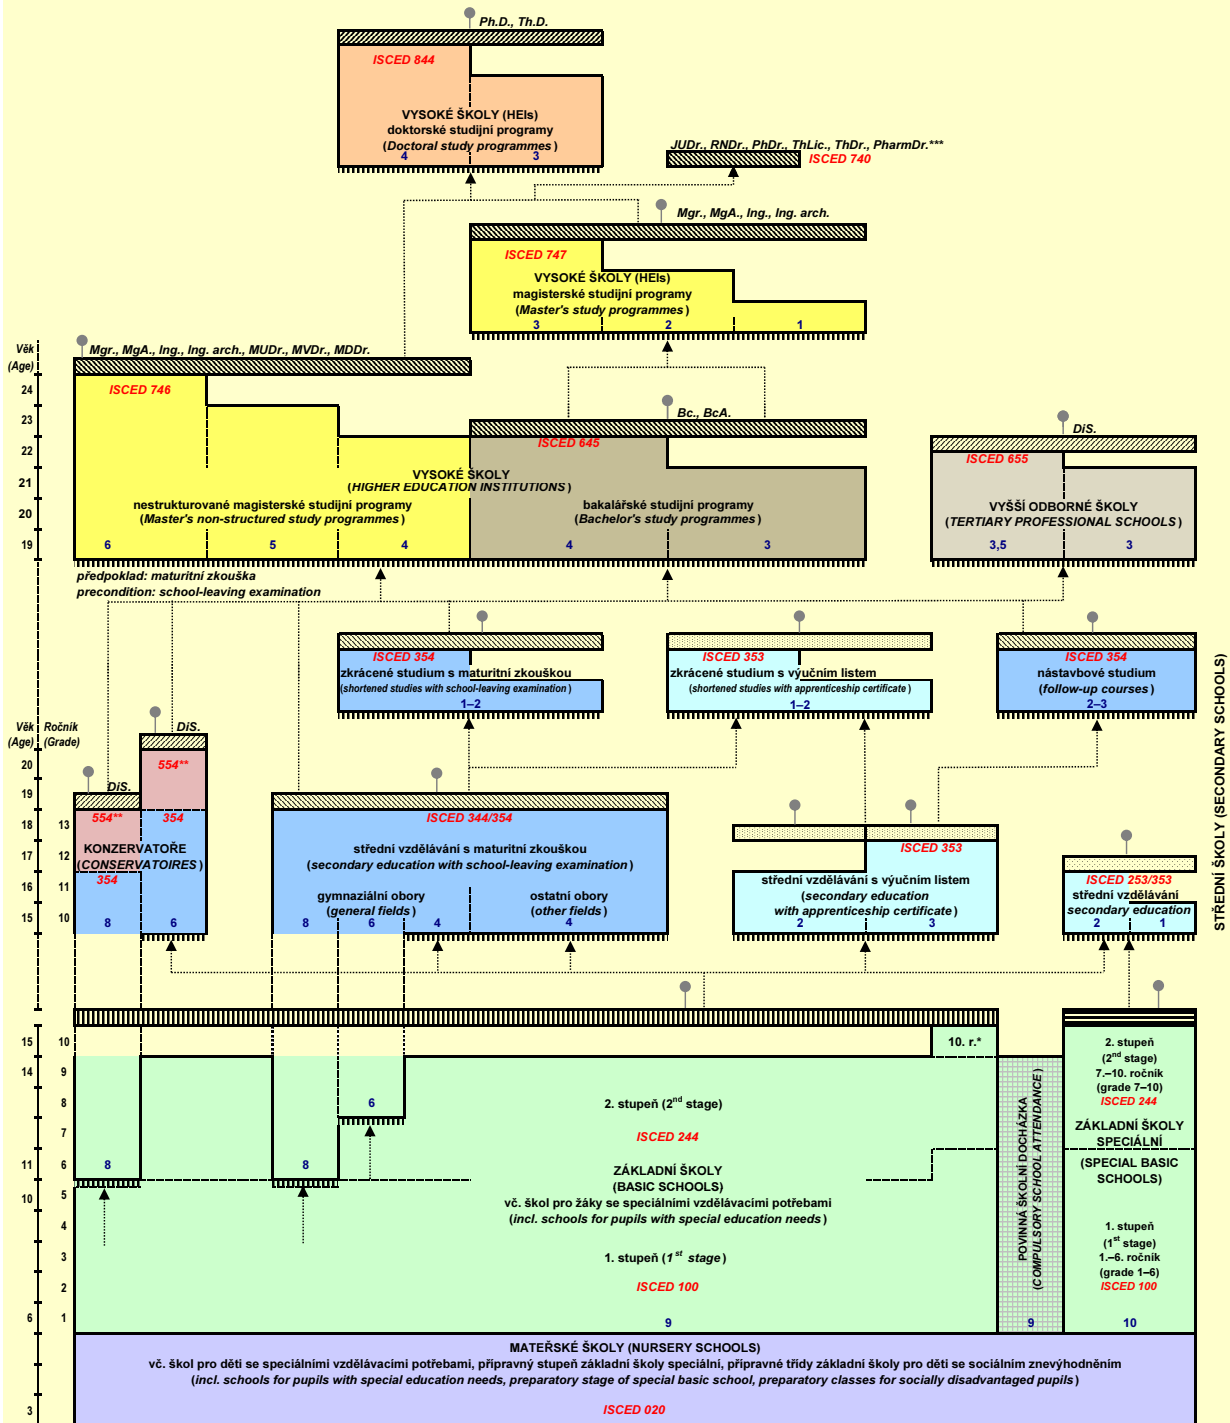 Ph.D., Th.D.
ISCED 844
VYSOKÉ ŠKOLY (HEIs)
doktorské studijní programy
(Doctoral study programmes)
4 3
JUDr., RNDr., PhDr., ThLic., ThDr., PharmDr.***
ISCED 740
Mgr., MgA., Ing., Ing. arch.
ISCED 747
VYSOKÉ ŠKOLY (HEIs)
magisterské studijní programy
(Master's study programmes)
3 2 1
Věk
(Age)
Mgr., MgA., Ing., Ing. arch., MUDr., MVDr., MDDr.
ISCED 746
24
23
22
21
20
19
Bc., BcA.
ISCED 645
DiS.
ISCED 655
VYSOKÉ ŠKOLY
(HIGHER EDUCATION INSTITUTIONS)
nestrukturované magisterské studijní programy
(Master's non-structured study programmes)
bakalářské studijní programy
(Bachelor's study programmes)
VYŠŠÍ ODBORNÉ ŠKOLY
(TERTIARY PROFESSIONAL SCHOOLS)
6 5 4 4 3 3,5 3
předpoklad: maturitní zkouška
precondition: school-leaving examination
ISCED 354
zkrácené studium s maturitní zkouškou
(shortened studies with school-leaving examination)
1–2
ISCED 353
zkrácené studium s výučním listem
(shortened studies with apprenticeship certificate)
1–2
ISCED 354
nástavbové studium
(follow-up courses)
2–3
STŘEDNÍ ŠKOLY (SECONDARY SCHOOLS)
Věk Ročník
(Age) (Grade)
20
19
18 13
17 12
16 11
15 10
DiS.
554**
DiS.
554** 354
KONZERVATOŘE
(CONSERVATOIRES)
354
8 6
ISCED 344/354
střední vzdělávání s maturitní zkouškou
(secondary education with school-leaving examination)
gymnaziální obory
(general fields)
ostatní obory
(other fields)
8 6 4 4
ISCED 353
střední vzdělávání s výučním listem
(secondary education
with apprenticeship certificate)
2 3
ISCED 253/353
střední vzdělávání
secondary education
2 1
15 10
14 9
8
7
11 6
10 5
4
3
2
6 1
10. r.*
6
8
8
2. stupeň (2nd stage)
ISCED 244
ZÁKLADNÍ ŠKOLY
(BASIC SCHOOLS)
vč. škol pro žáky se speciálními vzdělávacími potřebami
(incl. schools for pupils with special education needs)
1. stupeň (1st stage)
ISCED 100
9
POVINNÁ ŠKOLNÍ DOCHÁZKA
(COMPULSORY SCHOOL ATTENDANCE)
9
2. stupeň
(2nd stage)
7.–10. ročník
(grade 7–10)
ISCED 244
ZÁKLADNÍ ŠKOLY
SPECIÁLNÍ
(SPECIAL BASIC
SCHOOLS)
1. stupeň
(1st stage)
1.–6. ročník
(grade 1–6)
ISCED 100
10
MATEŘSKÉ ŠKOLY (NURSERY SCHOOLS)
vč. škol pro děti se speciálními vzdělávacími potřebami, přípravný stupeň základní školy speciální, přípravné třídy základní školy pro děti se sociálním znevýhodněním
(incl. schools for pupils with special education needs, preparatory stage of special basic school, preparatory classes for socially disadvantaged pupils)
3
ISCED 020